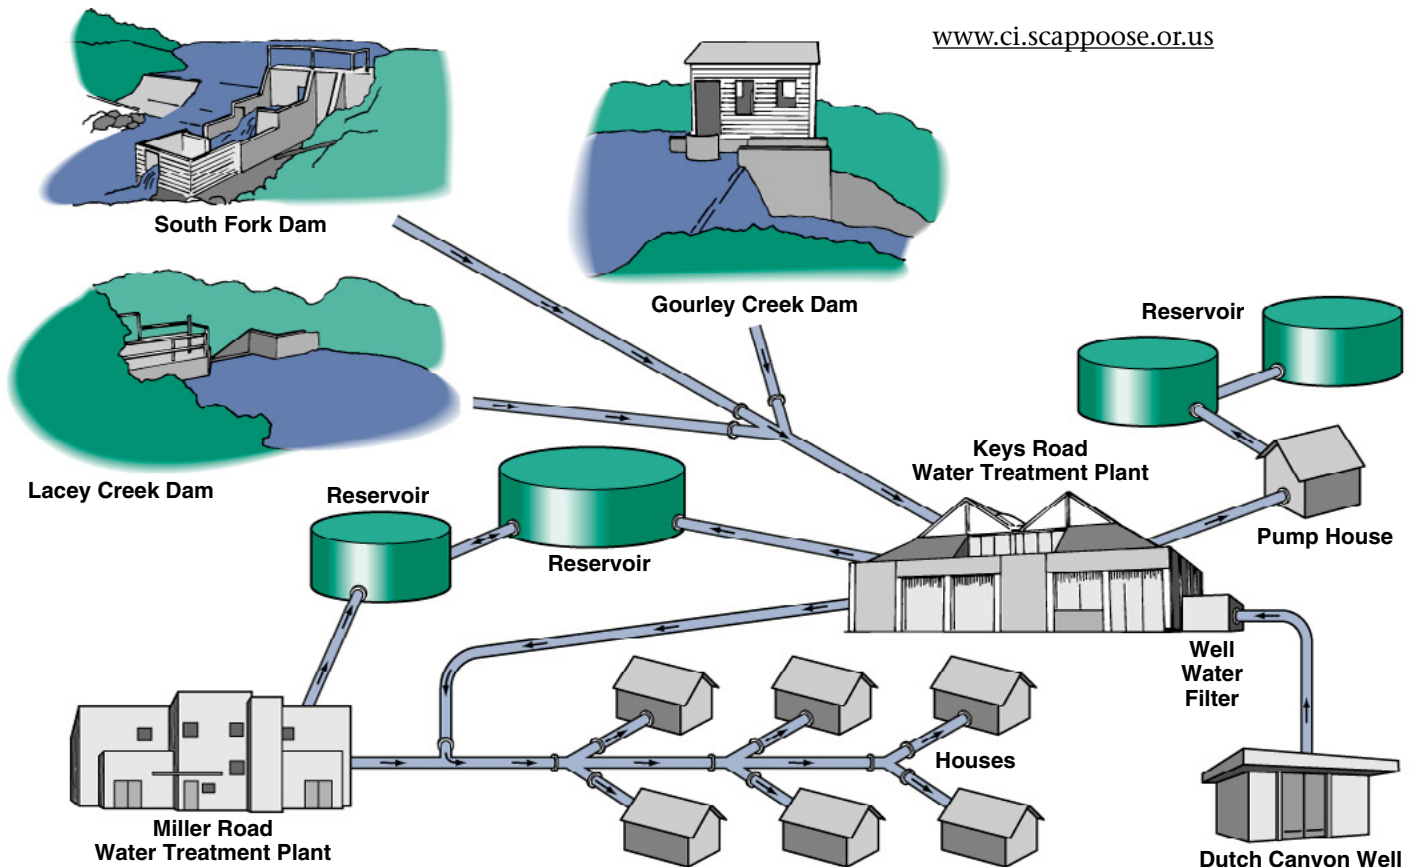 www.ci.scappoose.or.us
South Fork Dam
Gourley Creek Dam
Reservoir
Lacey Creek Dam
Reservoir
Keys Road
Water Treatment Plant
Reservoir
Pump House
Well
Water
Filter
Houses
Miller Road
Water Treatment Plant
Dutch Canyon Well